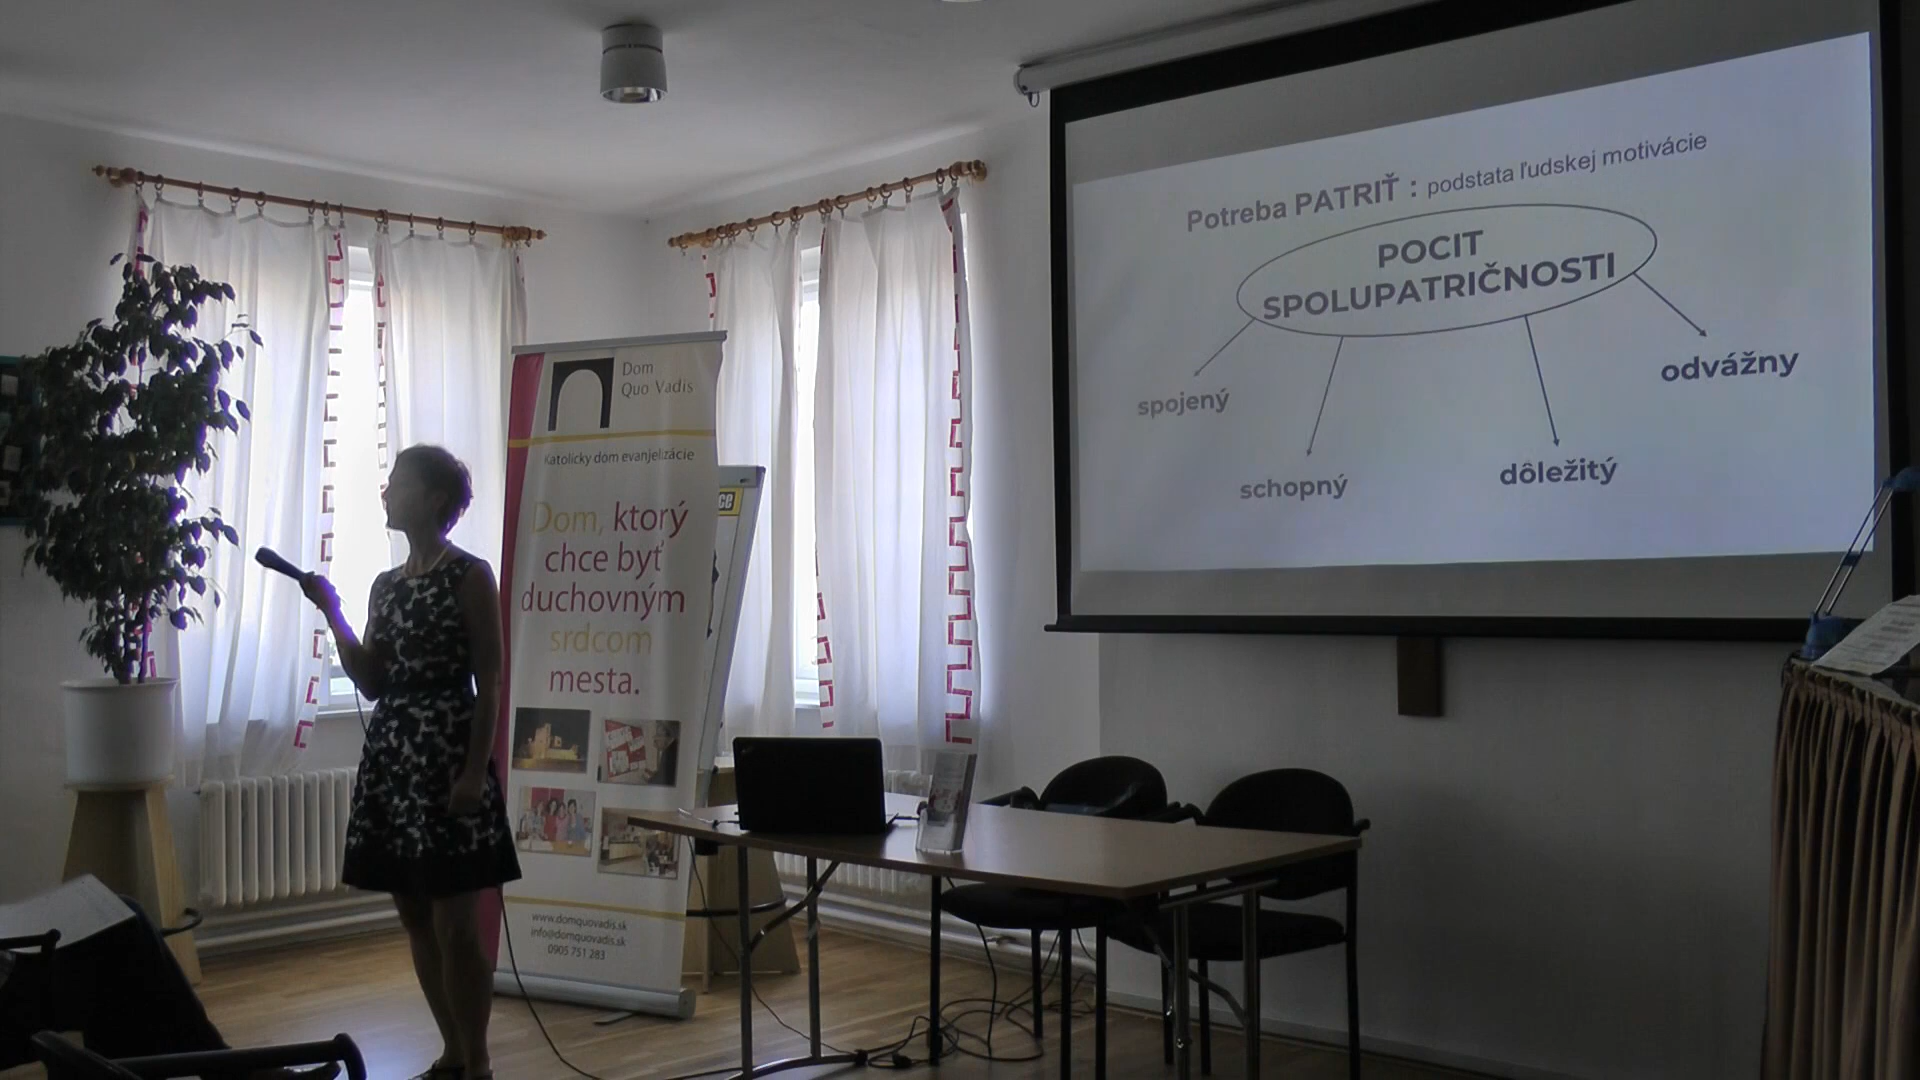 Potreba PATRIŤ : podstata ľudskej motivácie
POCIT
SPOLUPATRIČNOSTI
spojený
schopný
dôležitý
odvážny
Dom
Quo Vadis
Katolícky dom evanjelizácie
Dom, ktorý
chce byť
duchovným
srdcom
mesta.
www.domquovadis.sk
info@domquovadis.sk
0905 751 283
ce